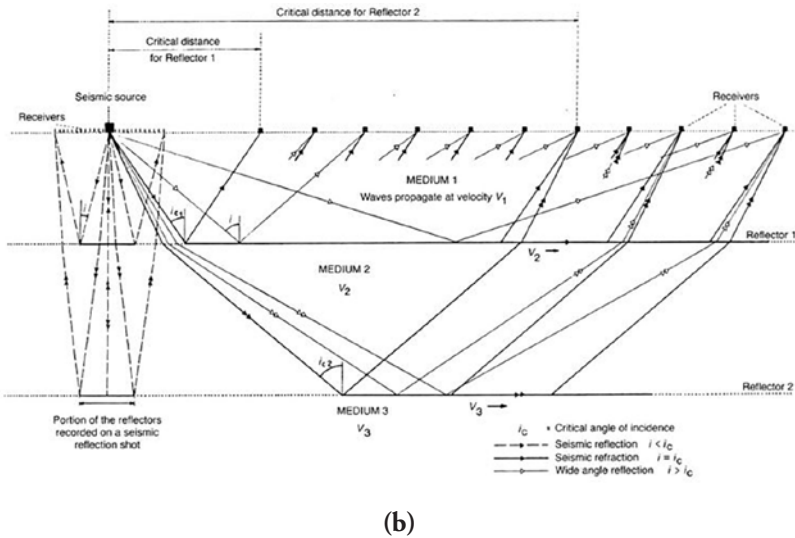 Critical distance for Reflector 2
Critical distance
for Reflector 1
Seismic source
Receivers
Receivers
MEDIUM 1
Waves propagate at velocity V1
i
ic1
i
Reflector 1
V2
MEDIUM 2
V2
ic2
Reflector 2
MEDIUM 3
V3
V3
Portion of the reflectors
recorded on a seismic
reflection shot
ic • Critical angle of incidence
Seismic reflection i < ic
Seismic refraction i = ic
Wide angle reflection i > ic
(b)